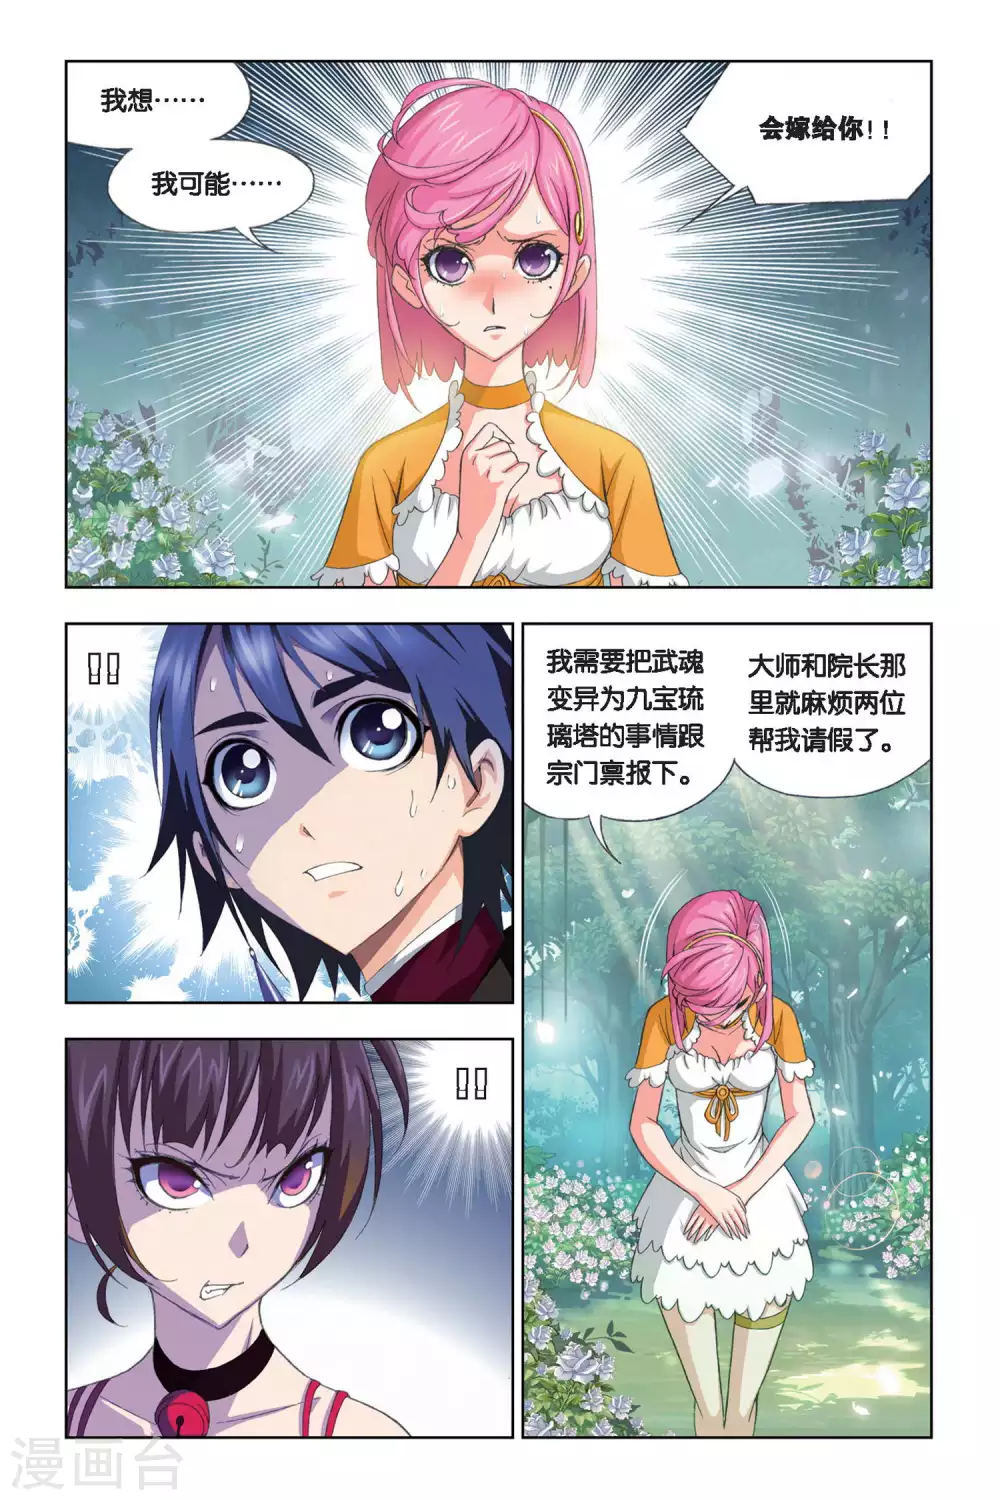 我想……
我可能……
会嫁给你!!
!!
!!
我需要把武魂
变异为九宝琉
璃塔的事情跟
宗门禀报下。
大师和院长那
里就麻烦两位
帮我请假了。
漫画台